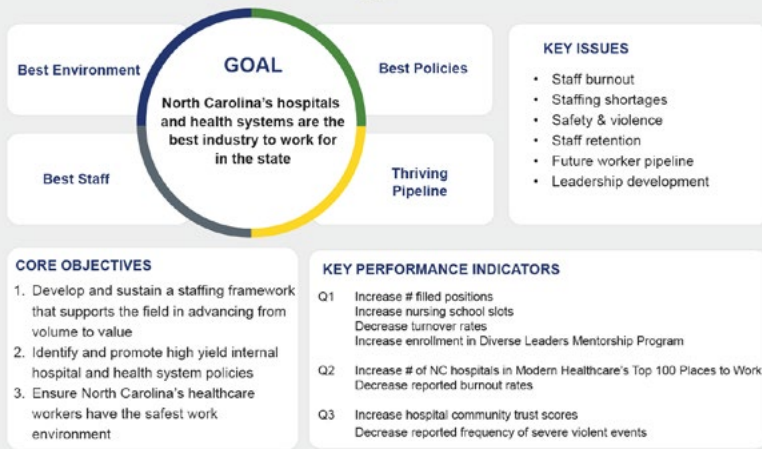 Best Environment
GOAL
North Carolina's hospitals
and health systems are the
best industry to work for
in the state
Best Policies
Best Staff
Thriving
Pipeline
KEY ISSUES
• Staff burnout
• Staffing shortages
• Safety & violence
• Staff retention
• Future worker pipeline
• Leadership development
CORE OBJECTIVES
1. Develop and sustain a staffing framework
that supports the field in advancing from
volume to value
2. Identify and promote high yield internal
hospital and health system policies
3. Ensure North Carolina's healthcare
workers have the safest work
environment
KEY PERFORMANCE INDICATORS
Q1 Increase # filled positions
Increase nursing school slots
Decrease turnover rates
Increase enrollment in Diverse Leaders Mentorship Program
Q2 Increase # of NC hospitals in Modern Healthcare's Top 100 Places to Work
Decrease reported burnout rates
Q3 Increase hospital community trust scores
Decrease reported frequency of severe violent events